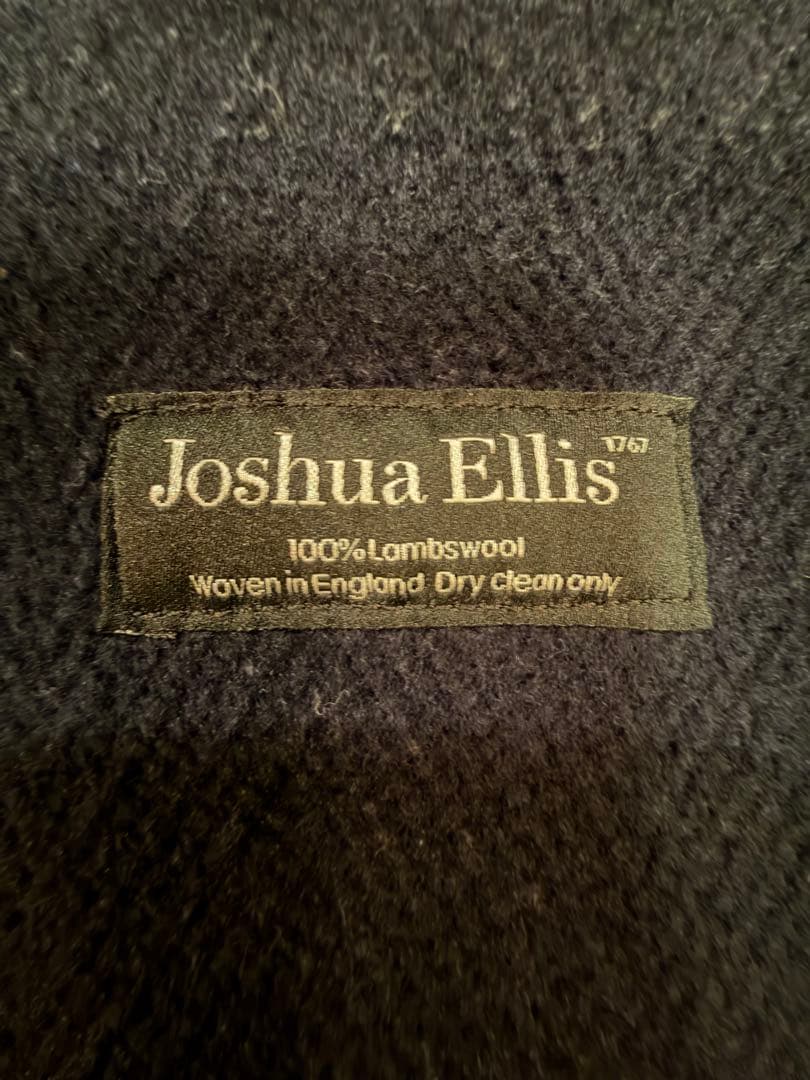 Joshua Ellis 1767
100% Lambswool
Woven in England Dry clean only